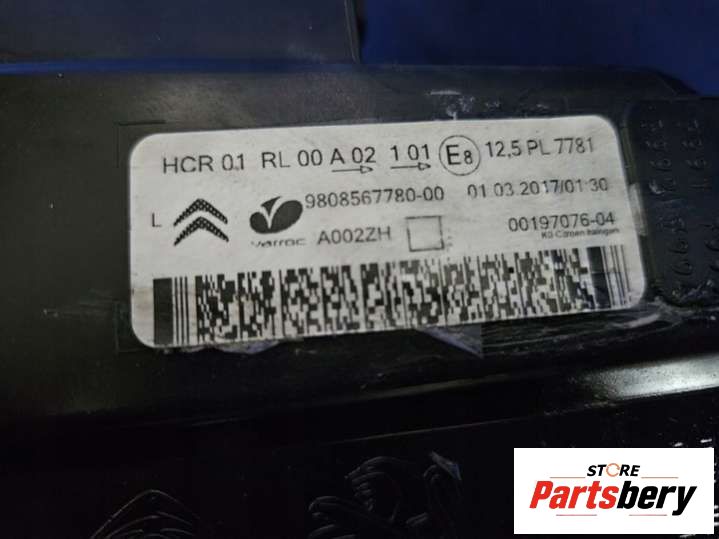 HCR 01 RL 00 A 02 1 01 E8 12,5 PL 7781
L varroc 9808567780-00 01.03.2017/01:30
A002ZH 00197076-04
STORE
Partsbery